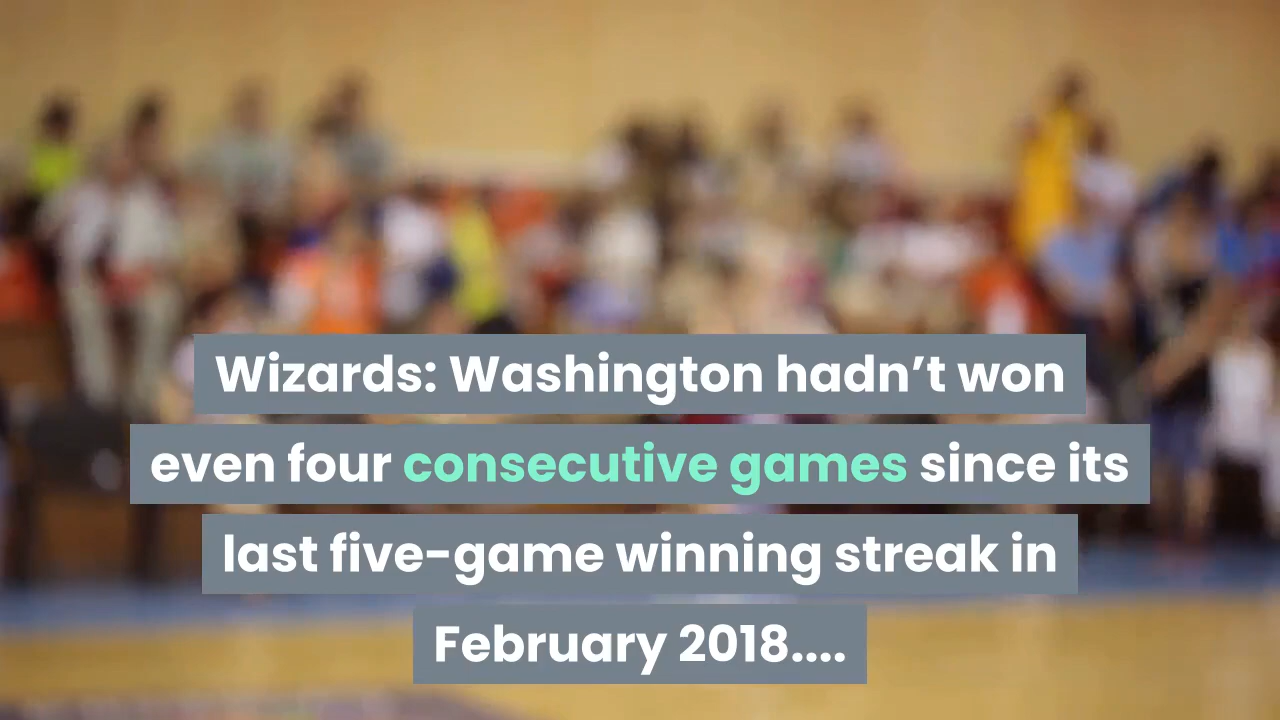 Wizards: Washington hadn’t won
even four consecutive games since its
last five-game winning streak in
February 2018....